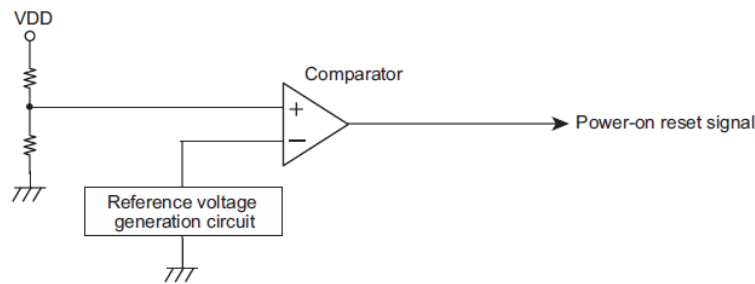 VDD
Comparator
+
−
Power-on reset signal
Reference voltage
generation circuit